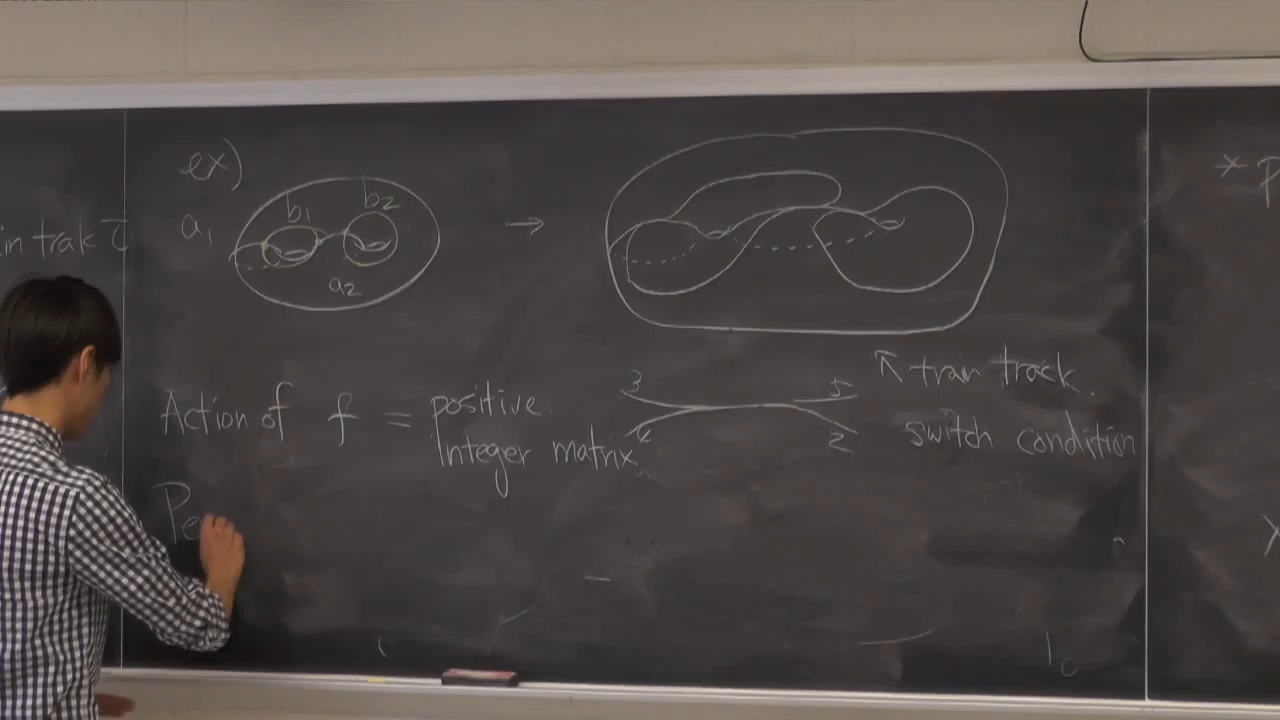 in trak τ
ex)
a1
b1
b2
a2
→
↖ train track.
switch condition
Action of f = positive.
Integer matrix
3
5
2
Pe
* P